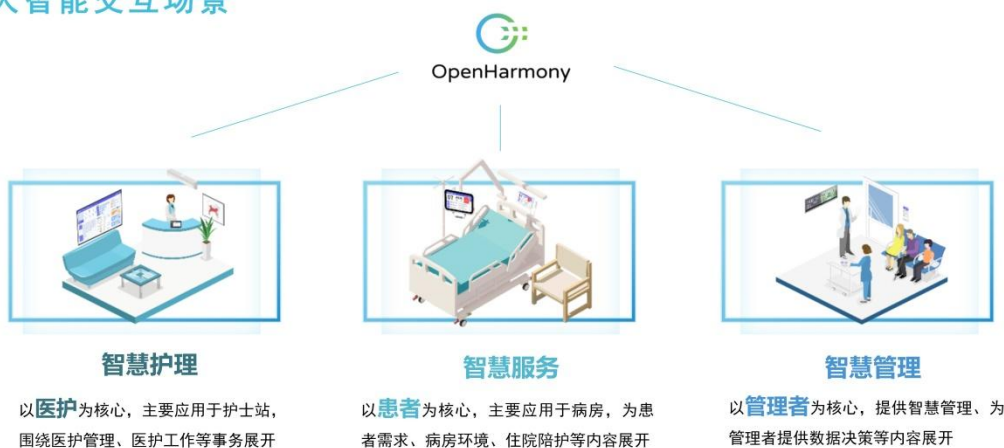 人智能交互场景
OpenHarmony
智慧护理
以医护为核心，主要应用于护士站，
围绕医护管理、医护工作等事务展开
智慧服务
以患者为核心，主要应用于病房，为患
者需求、病房环境、住院陪护等内容展开
智慧管理
以管理者为核心，提供智慧管理、为
管理者提供数据决策等内容展开